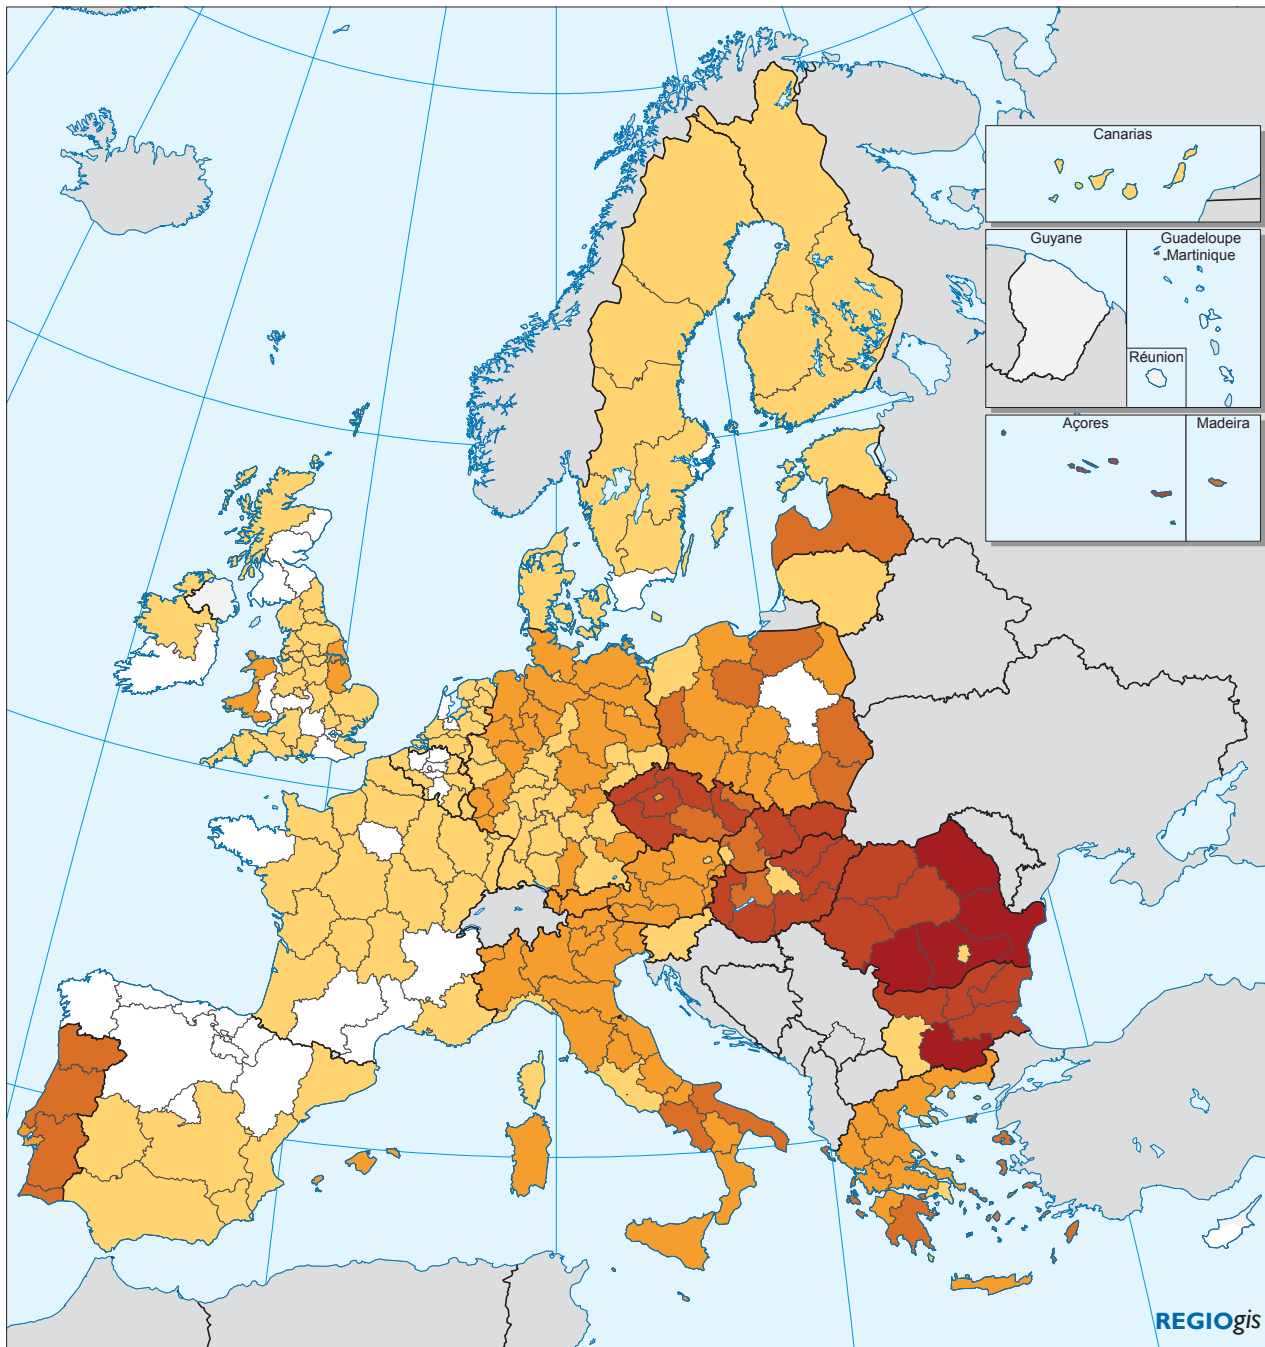 Canarias
Guyane
Guadeloupe
Martinique
Réunion
Açores
Madeira
REGIOgis